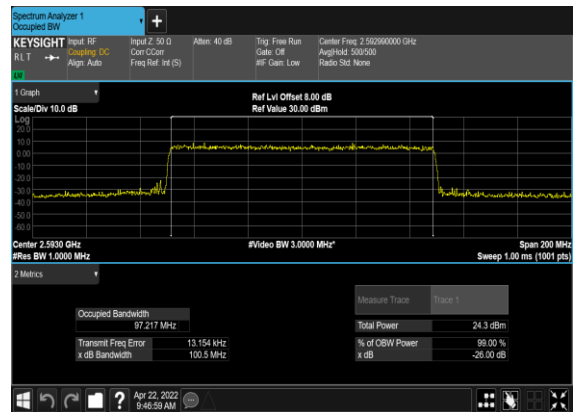 Spectrum Analyzer 1
Occupied BW
KEYSIGHT Input: RF Input Z: 50 Ω Atten: 40 dB Trig: Free Run Center Freq: 2.592990000 GHz
RLT Coupling: DC Corr CCorr Gate: Off Avg|Hold: 500/500
Align: Auto Freq Ref: Int (S) #IF Gain: Low Radio Std: None
1 Graph
Ref Lvl Offset 8.00 dB
Scale/Div 10.0 dB Ref Value 30.00 dBm
Log
20.0
10.0
0.00
-10.0
-20.0
-30.0
-40.0
-50.0
-60.0
Center 2.5930 GHz #Video BW 3.0000 MHz* Span 200 MHz
#Res BW 1.0000 MHz Sweep 1.00 ms (1001 pts)
2 Metrics
Measure Trace Trace 1
Occupied Bandwidth
97.217 MHz Total Power 24.3 dBm
Transmit Freq Error 13.154 kHz % of OBW Power 99.00 %
x dB Bandwidth 100.5 MHz x dB -26.00 dB
? Apr 22, 2022
9:46:59 AM